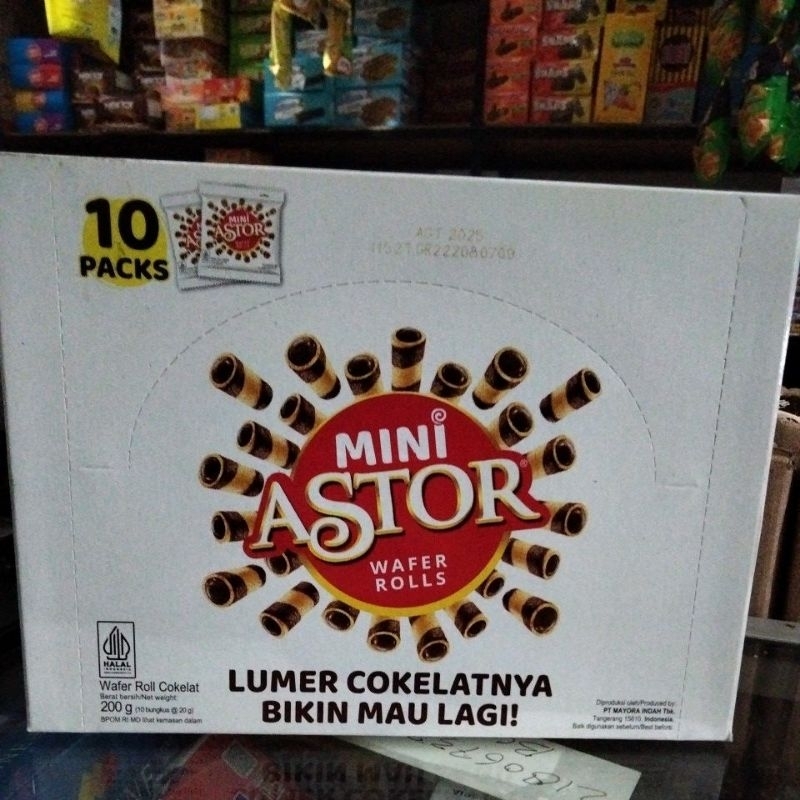 10
PACKS
MINI
ASTOR
AGT 2025
MINI
ASTOR
WAFER
ROLLS
HALAL
INDONESIA
Wafer Roll Cokelat
Berat bersih/Net weight:
200 g (10 bungkus @ 20 g)
BPOM RI MD lihat kemasan dalam
LUMER COKELATNYA
BIKIN MAU LAGI!
Diproduksi oleh/Produced by:
PT MAYORA INDAH Tbk.
Tangerang 15610, Indonesia.
Baik digunakan sebelum/Best before: